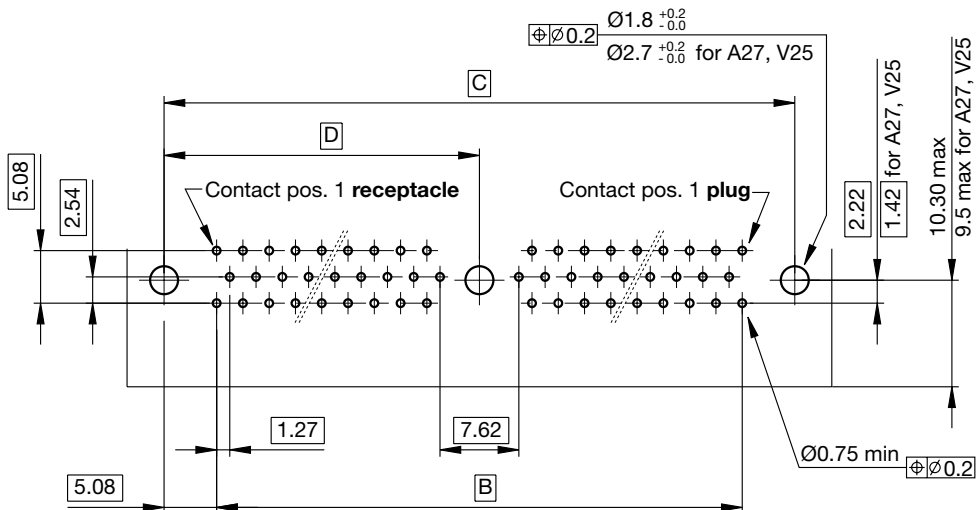 Ø1.8 +0.2 -0.0
⌖ Ø 0.2
Ø2.7 +0.2 -0.0 for A27, V25
C
D
5.08
2.54
Contact pos. 1 receptacle
Contact pos. 1 plug
2.22
1.42 for A27, V25
10.30 max
9.5 max for A27, V25
1.27
7.62
Ø0.75 min
⌖ Ø 0.2
5.08
B